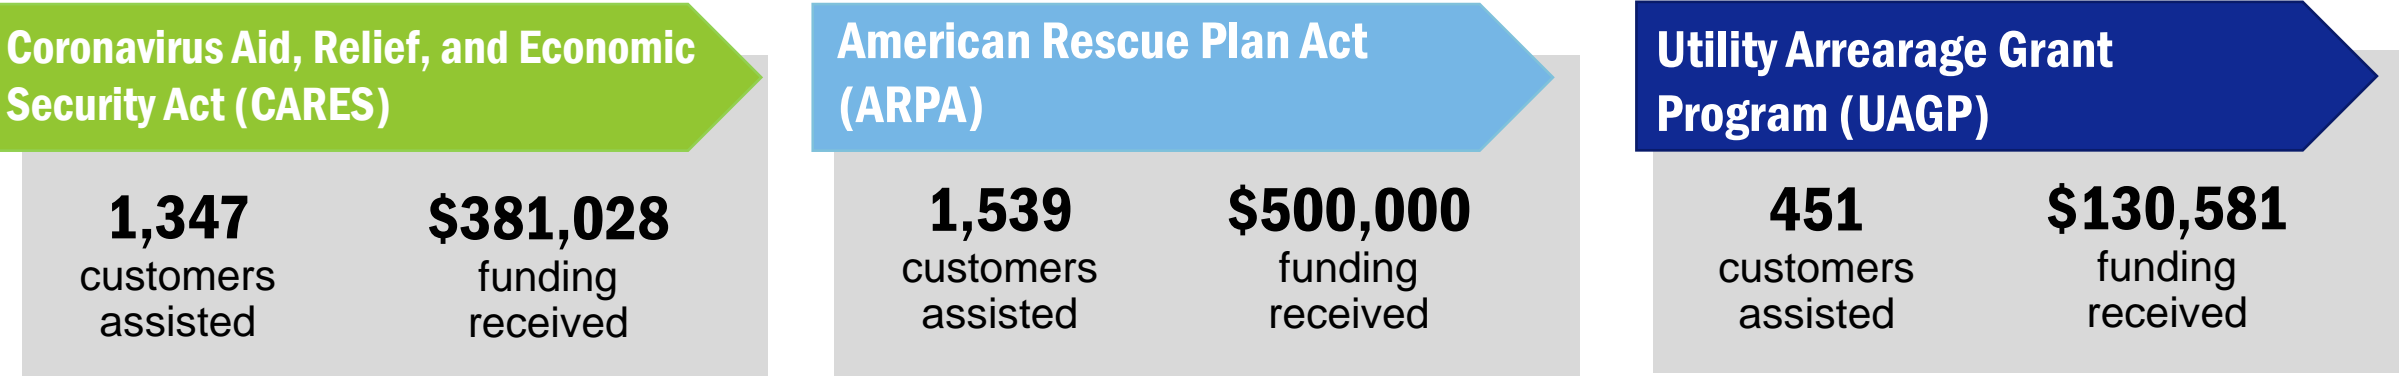 Coronavirus Aid, Relief, and Economic
Security Act (CARES)
1,347
customers
assisted
$381,028
funding
received
American Rescue Plan Act
(ARPA)
1,539
customers
assisted
$500,000
funding
received
Utility Arrearage Grant
Program (UAGP)
451
customers
assisted
$130,581
funding
received